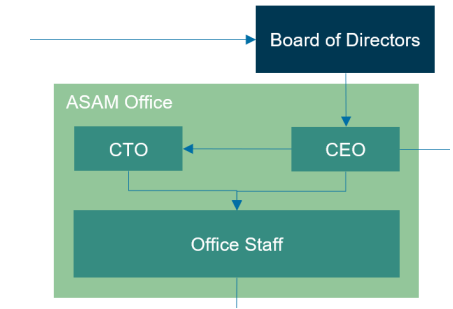 Board of Directors
ASAM Office
CTO
CEO
Office Staff